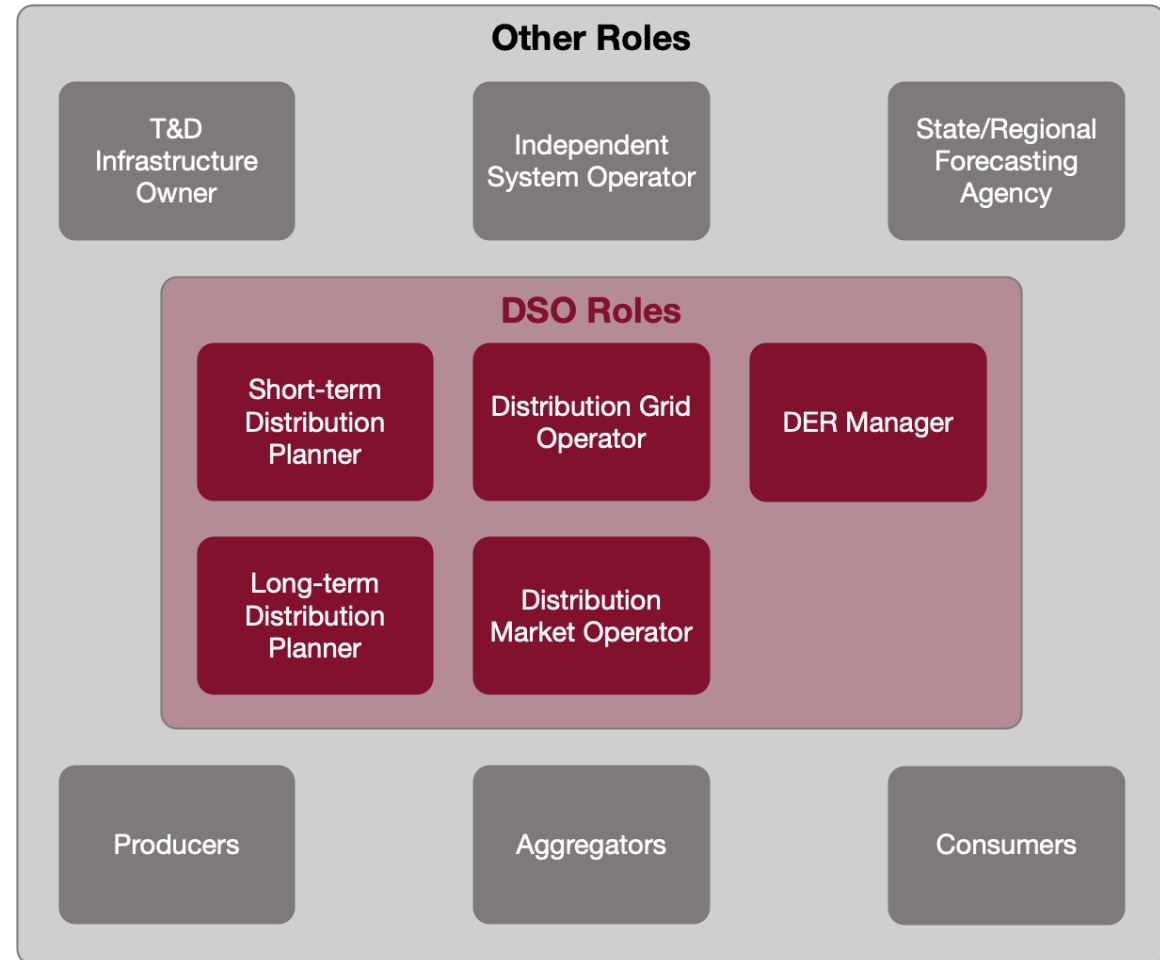 Other Roles
T&D
Infrastructure
Owner
Independent
System Operator
State/Regional
Forecasting
Agency
DSO Roles
Short-term
Distribution
Planner
Distribution Grid
Operator
DER Manager
Long-term
Distribution
Planner
Distribution
Market Operator
Producers
Aggregators
Consumers